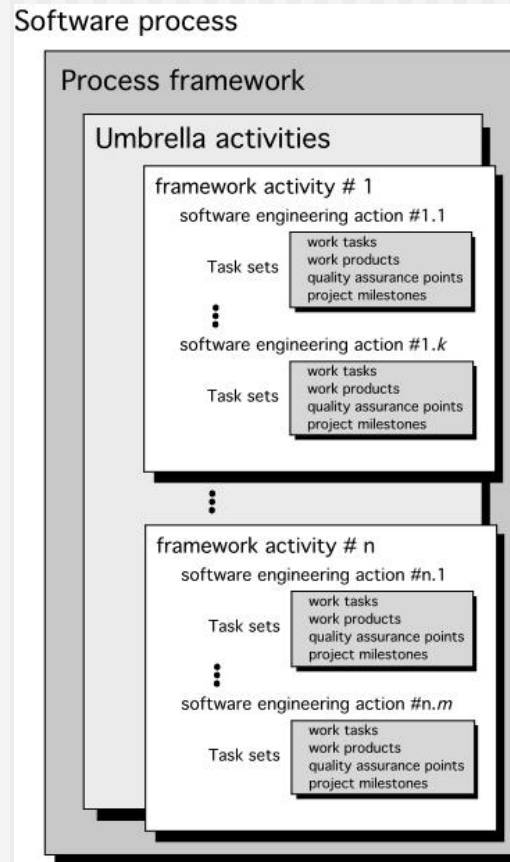 Software process
Process framework
Umbrella activities
framework activity # 1
software engineering action #1.1
Task sets
work tasks
work products
quality assurance points
project milestones
software engineering action #1.k
Task sets
work tasks
work products
quality assurance points
project milestones
framework activity # n
software engineering action #n.1
Task sets
work tasks
work products
quality assurance points
project milestones
software engineering action #n.m
Task sets
work tasks
work products
quality assurance points
project milestones